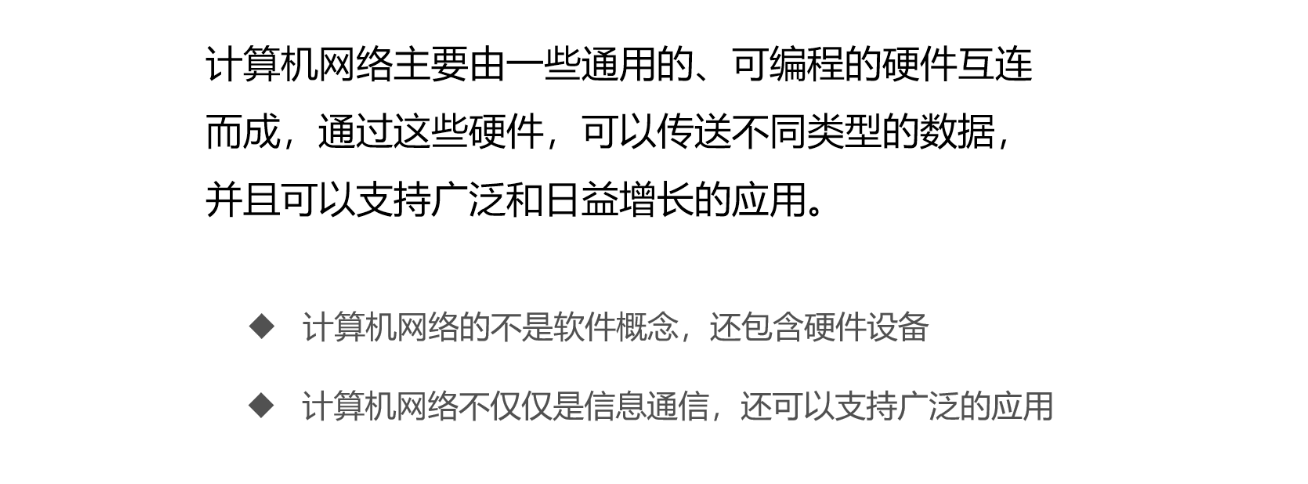 计算机网络主要由一些通用的、可编程的硬件互连
而成，通过这些硬件，可以传送不同类型的数据，
并且可以支持广泛和日益增长的应用。
◆ 计算机网络的不是软件概念，还包含硬件设备
◆ 计算机网络不仅仅是信息通信，还可以支持广泛的应用